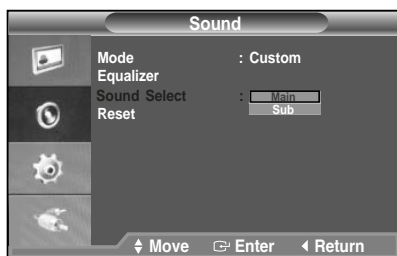 Sound
Mode : Custom
Equalizer
Sound Select : Main
Sub
Reset
Move Enter Return